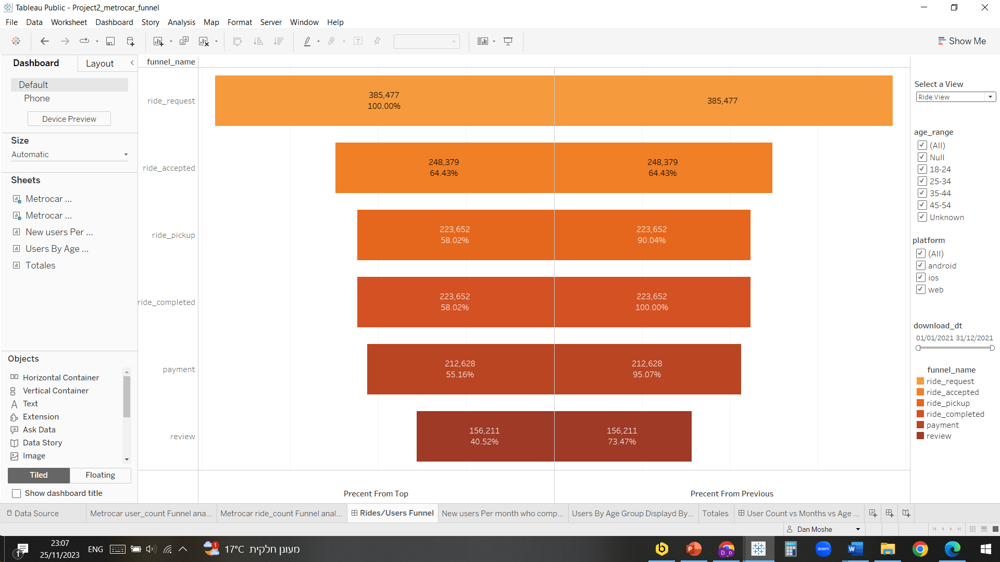 Tableau Public - Project2_metrocar_funnel
File Data Worksheet Dashboard Story Analysis Map Format Server Window Help
Show Me
Dashboard
Layout
Default
Phone
Device Preview
Size
Automatic
Sheets
Metrocar ...
Metrocar ...
New users Per ...
Users By Age ...
Totales
Objects
Horizontal Container
Vertical Container
Text
Extension
Ask Data
Data Story
Image
Tiled
Floating
Show dashboard title
funnel_name
ride_request
385,477
100.00%
385,477
ride_accepted
248,379
64.43%
248,379
64.43%
ride_pickup
223,652
58.02%
223,652
90.04%
ride_completed
223,652
58.02%
223,652
100.00%
payment
212,628
55.16%
212,628
95.07%
review
156,211
40.52%
156,211
73.47%
Precent From Top
Precent From Previous
Select a View
Ride View
age_range
(All)
Null
18-24
25-34
35-44
45-54
Unknown
platform
(All)
android
ios
web
download_dt
01/01/2021 31/12/2021
funnel_name
ride_request
ride_accepted
ride_pickup
ride_completed
payment
review
Data Source
Metrocar user_count Funnel ana...
Metrocar ride_count Funnel anal...
Rides/Users Funnel
New users Per month who comp...
Users By Age Group Displayd By...
Totales
User Count vs Months vs Age ...
Dan Moshe
1
23:07
25/11/2023
ENG
1
17°C מעונן חלקית
b
P
D D
zoom
W